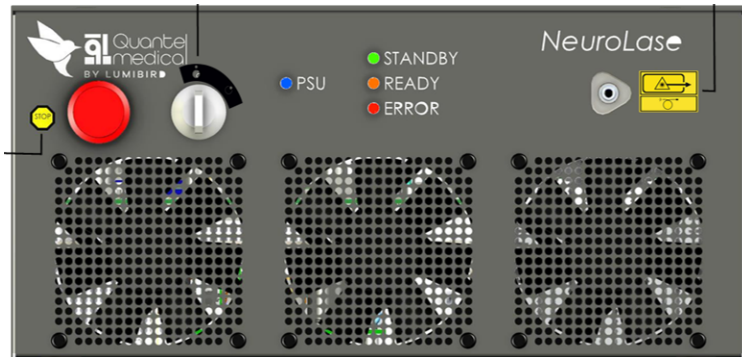 Quantel
medical
BY LUMIBIRD
NeuroLase
STANDBY
PSU
READY
ERROR
STOP